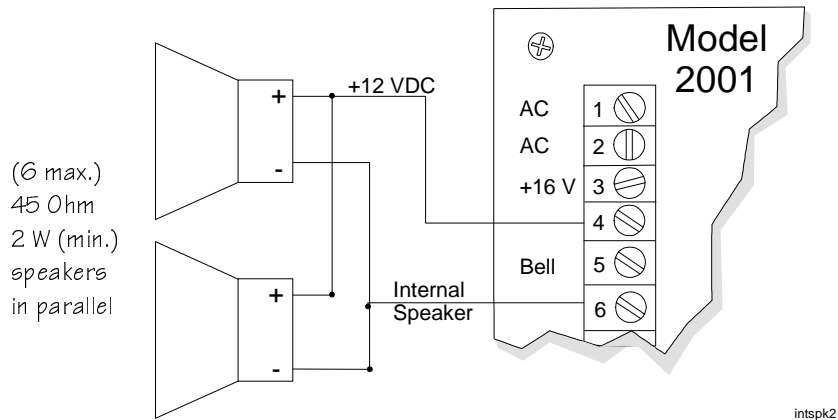 Model
2001
+
+12 VDC
AC
1
AC
2
-
+16 V
3
(6 max.)
45 Ohm
2 W (min.)
speakers
in parallel
4
Bell
5
+
Internal
Speaker
6
-
intspk2